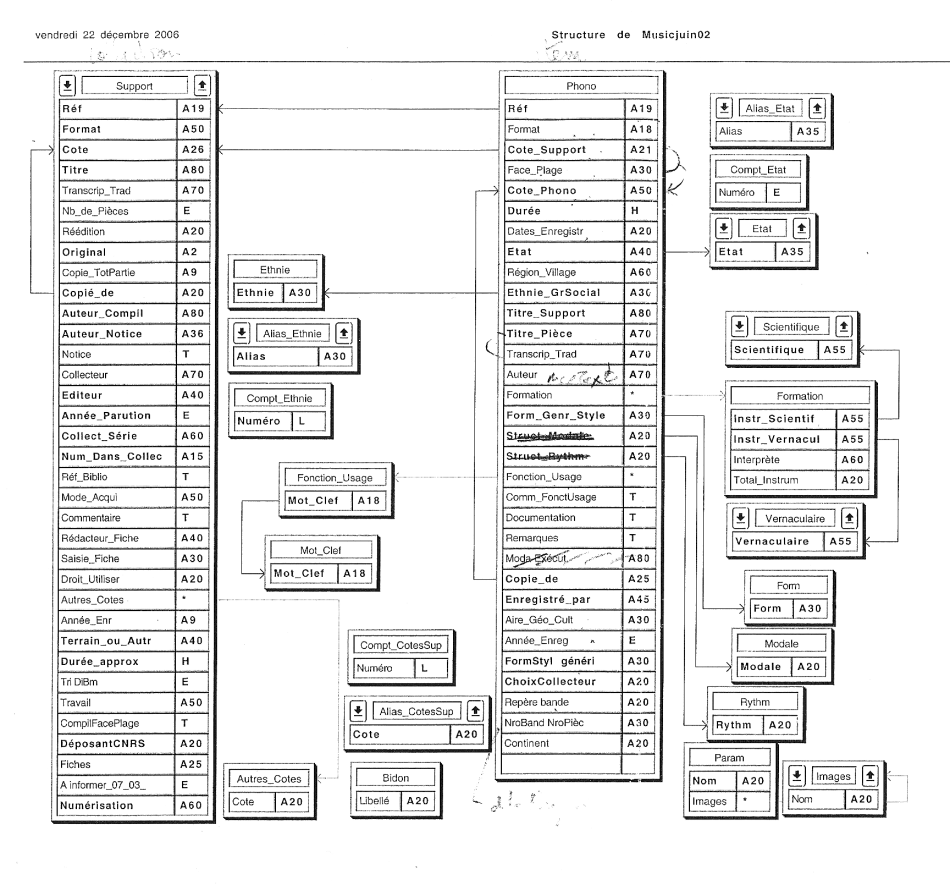 vendredi 22 décembre 2006
Structure de Musicjuin02
Support
Réf A19
Format A50
Cote A26
Titre A80
Transcrip_Trad A70
Nb_de_Pièces E
Réédition A20
Original A2
Copie_TotPartie A9
Copié_de A20
Auteur_Compil A80
Auteur_Notice A36
Notice T
Collecteur A70
Editeur A40
Année_Parution E
Collect_Série A60
Num_Dans_Collec A15
Réf_Biblio T
Mode_Acqui A50
Commentaire T
Rédacteur_Fiche A40
Saisie_Fiche A30
Droit_Utiliser A20
Autres_Cotes *
Année_Enr A9
Terrain_ou_Autr A40
Durée_approx H
Tri DiBm E
Travail A50
CompilFacePlage T
DéposantCNRS A20
Fiches A25
A informer_07_03_ E
Numérisation A60
Ethnie
Ethnie A30
Alias_Ethnie
Alias A30
Compt_Ethnie
Numéro L
Fonction_Usage
Mot_Clef A18
Mot_Clef
Mot_Clef A18
Compt_CotesSup
Numéro L
Alias_CotesSup
Cote A20
Autres_Cotes
Cote A20
Bidon
Libellé A20
Phono
Réf A19
Format A18
Cote_Support A21
Face_Plage A30
Cote_Phono A50
Durée H
Dates_Enregistr A20
Etat A40
Région_Village A60
Ethnie_GrSocial A30
Titre_Support A80
Titre_Pièce A70
Transcrip_Trad A70
Auteur A70
Formation *
Form_Genr_Style A30
Struct_Modale A20
Struct_Rythm A20
Fonction_Usage *
Comm_FonctUsage T
Documentation T
Remarques T
Moda_Exécut A80
Copie_de A25
Enregistré_par A45
Aire_Géo_Cult A30
Année_Enreg E
FormStyl généri A30
ChoixCollecteur A20
Repère bande A20
NroBand NroPièc A30
Continent A20
Alias_Etat
Alias A35
Compt_Etat
Numéro E
Etat
Etat A35
Scientifique
Scientifique A55
Formation
Instr_Scientif A55
Instr_Vernacul A55
Interprète A60
Total_Instrum A20
Vernaculaire
Vernaculaire A55
Form
Form A30
Modale
Modale A20
Rythm
Rythm A20
Param
Nom A20
Images *
Images
Nom A20